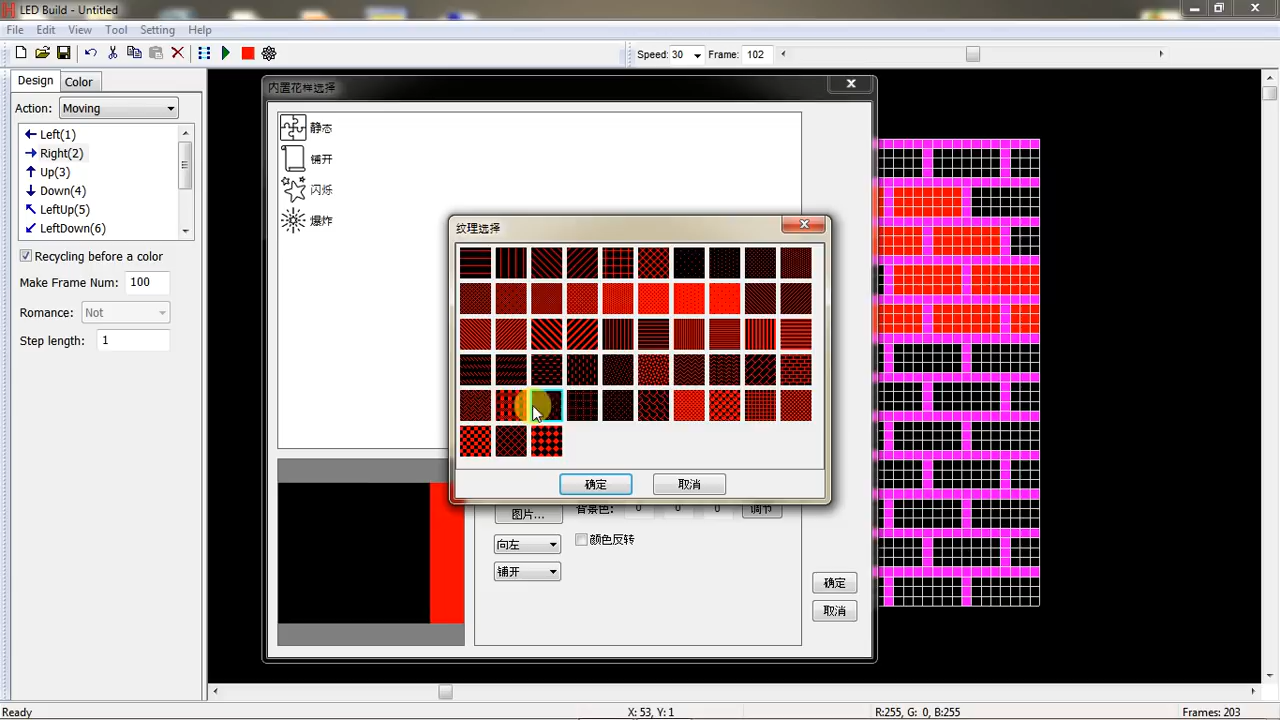 LED Build - Untitled
File Edit View Tool Setting Help
Speed: 30 Frame: 102
Design Color
Action: Moving
Left(1)
Right(2)
Up(3)
Down(4)
LeftUp(5)
LeftDown(6)
Recycling before a color
Make Frame Num: 100
Romance: Not
Step length: 1
内置花样选择
静态
铺开
闪烁
爆炸
纹理选择
确定 取消
图片... 背景色: 0 0 0 调节
向左 颜色反转
铺开
确定
取消
Ready X: 53, Y: 1 R:255, G: 0, B:255 Frames: 203